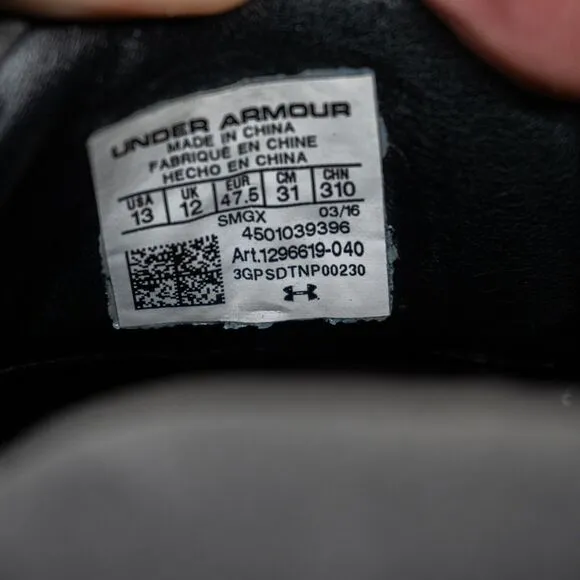 UNDER ARMOUR
MADE IN CHINA
FABRIQUÉ EN CHINE
HECHO EN CHINA
USA UK EUR CM CHN
13 12 47.5 31 310
SMGX 03/16
4501039396
Art.1296619-040
3GPSDTNP00230